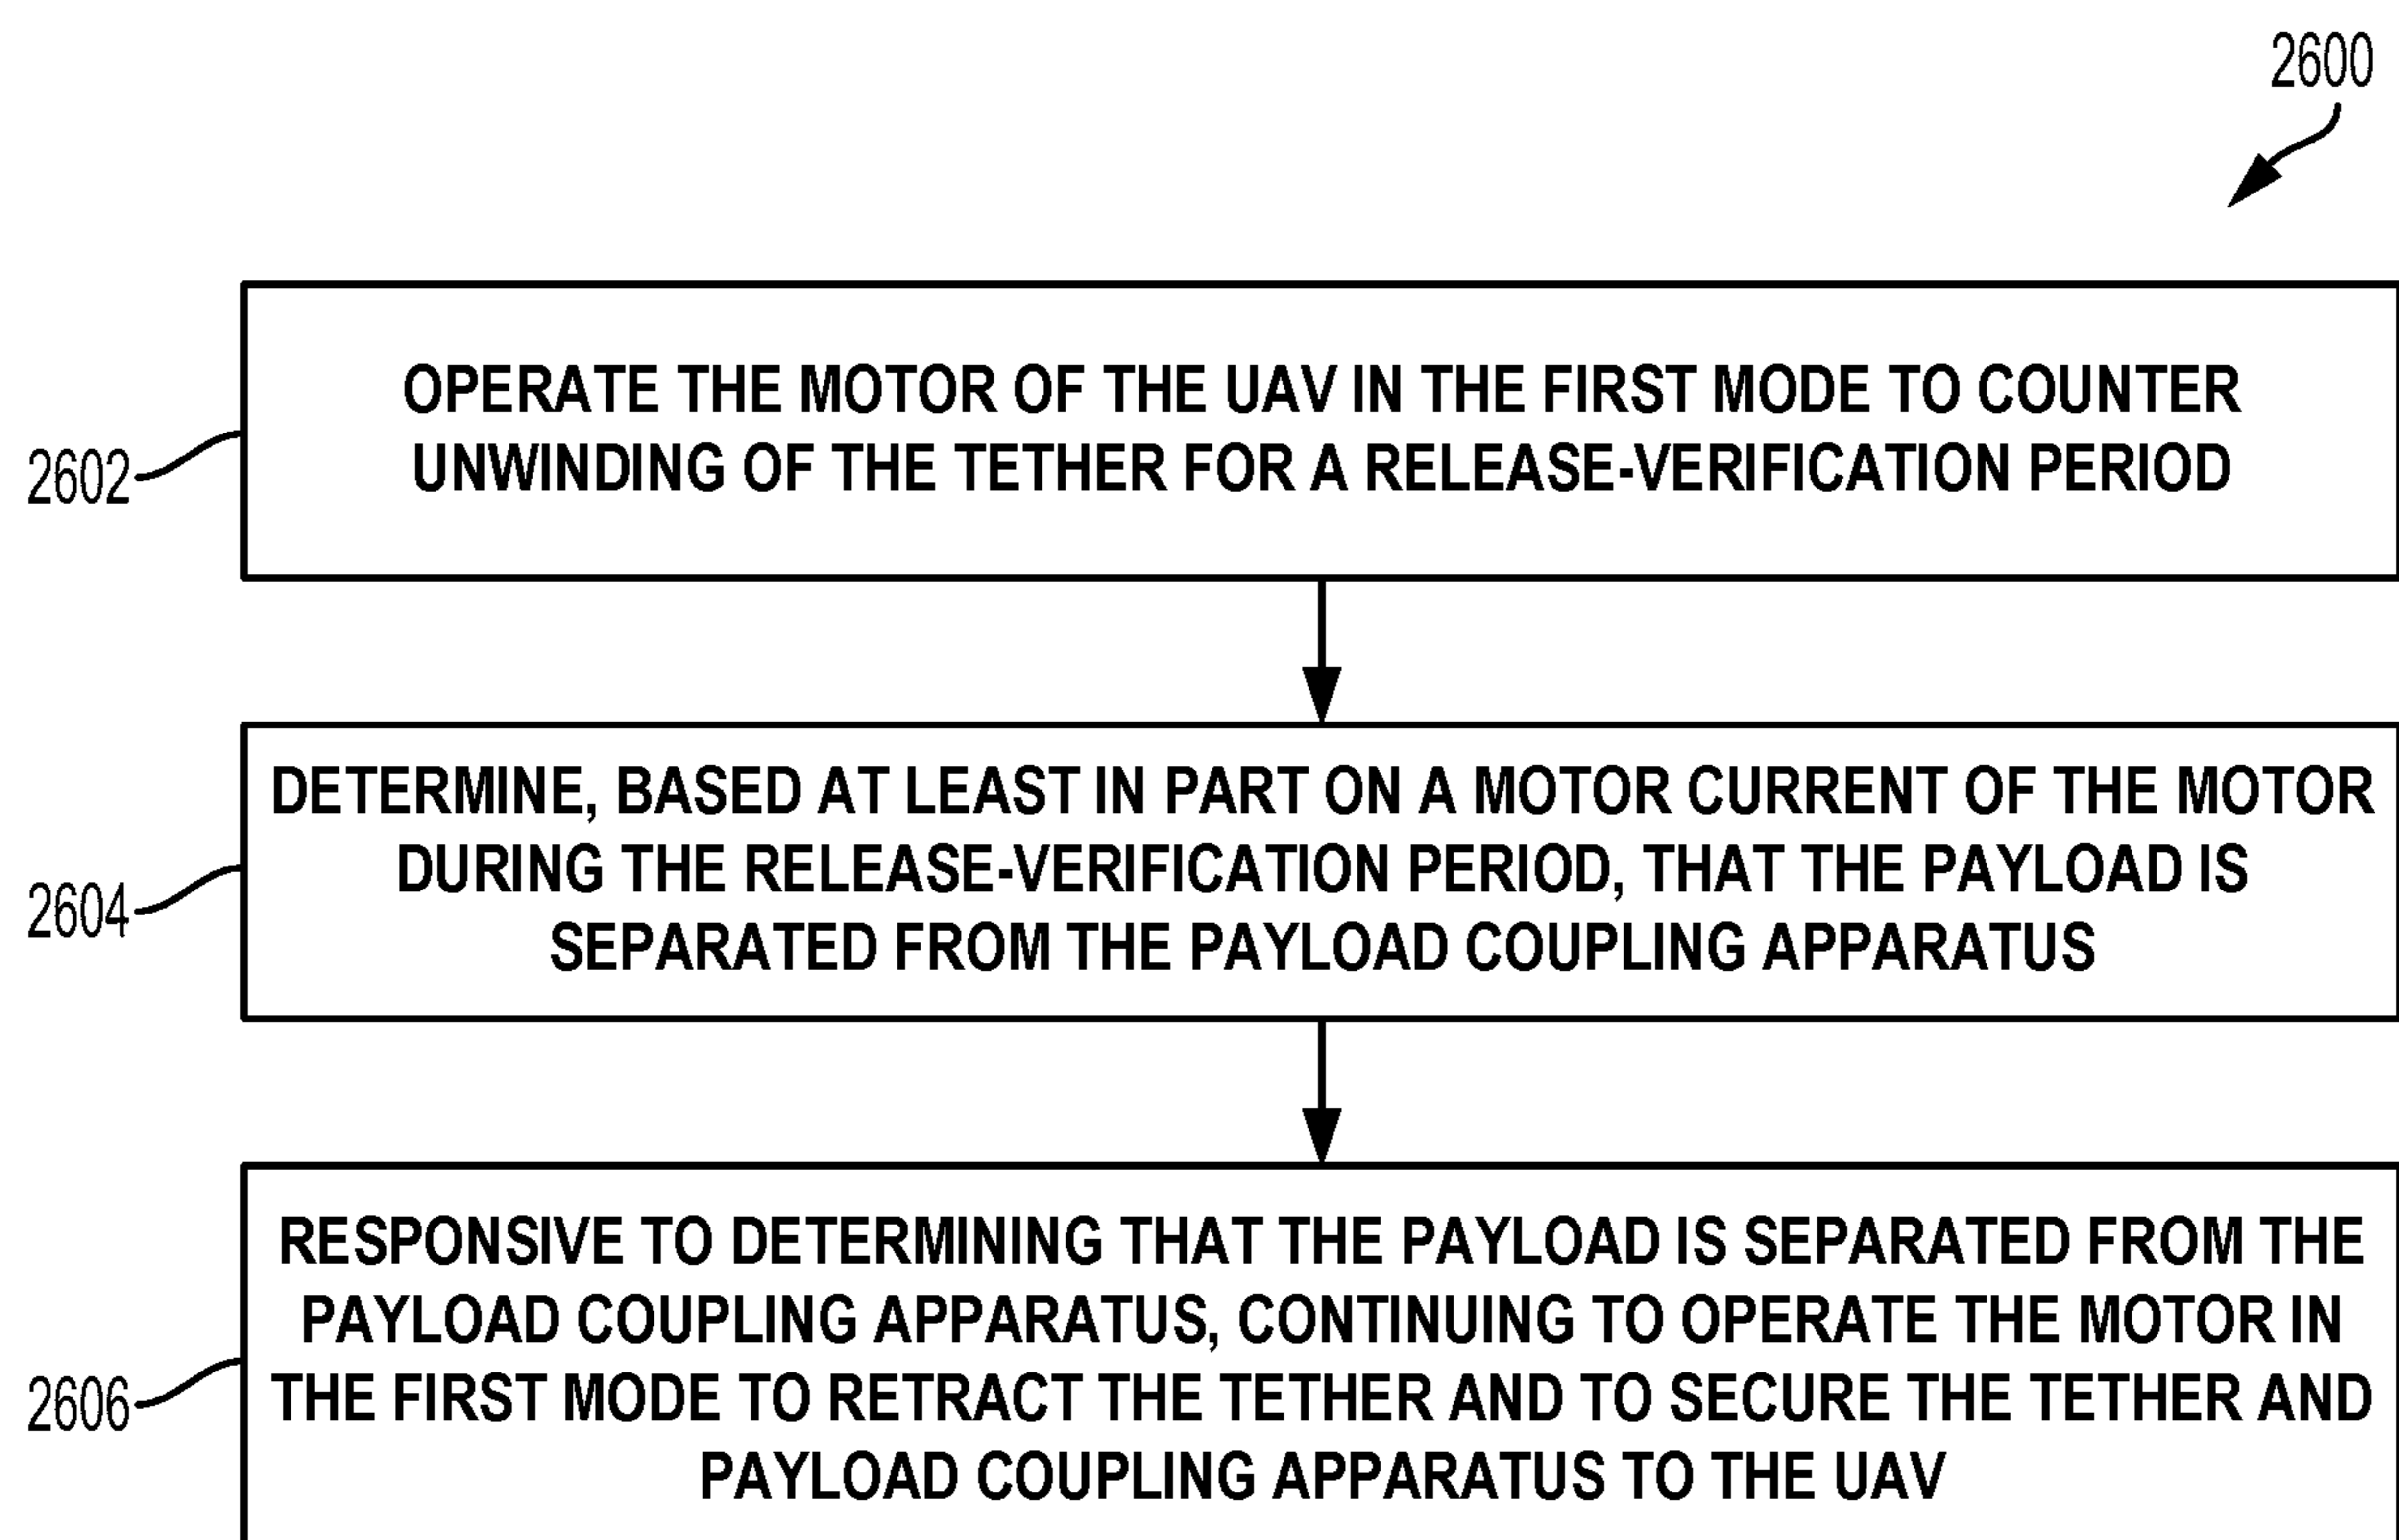 2600
OPERATE THE MOTOR OF THE UAV IN THE FIRST MODE TO COUNTER
UNWINDING OF THE TETHER FOR A RELEASE-VERIFICATION PERIOD
2602
DETERMINE, BASED AT LEAST IN PART ON A MOTOR CURRENT OF THE MOTOR
DURING THE RELEASE-VERIFICATION PERIOD, THAT THE PAYLOAD IS
SEPARATED FROM THE PAYLOAD COUPLING APPARATUS
2604
RESPONSIVE TO DETERMINING THAT THE PAYLOAD IS SEPARATED FROM THE
PAYLOAD COUPLING APPARATUS, CONTINUING TO OPERATE THE MOTOR IN
THE FIRST MODE TO RETRACT THE TETHER AND TO SECURE THE TETHER AND
PAYLOAD COUPLING APPARATUS TO THE UAV
2606